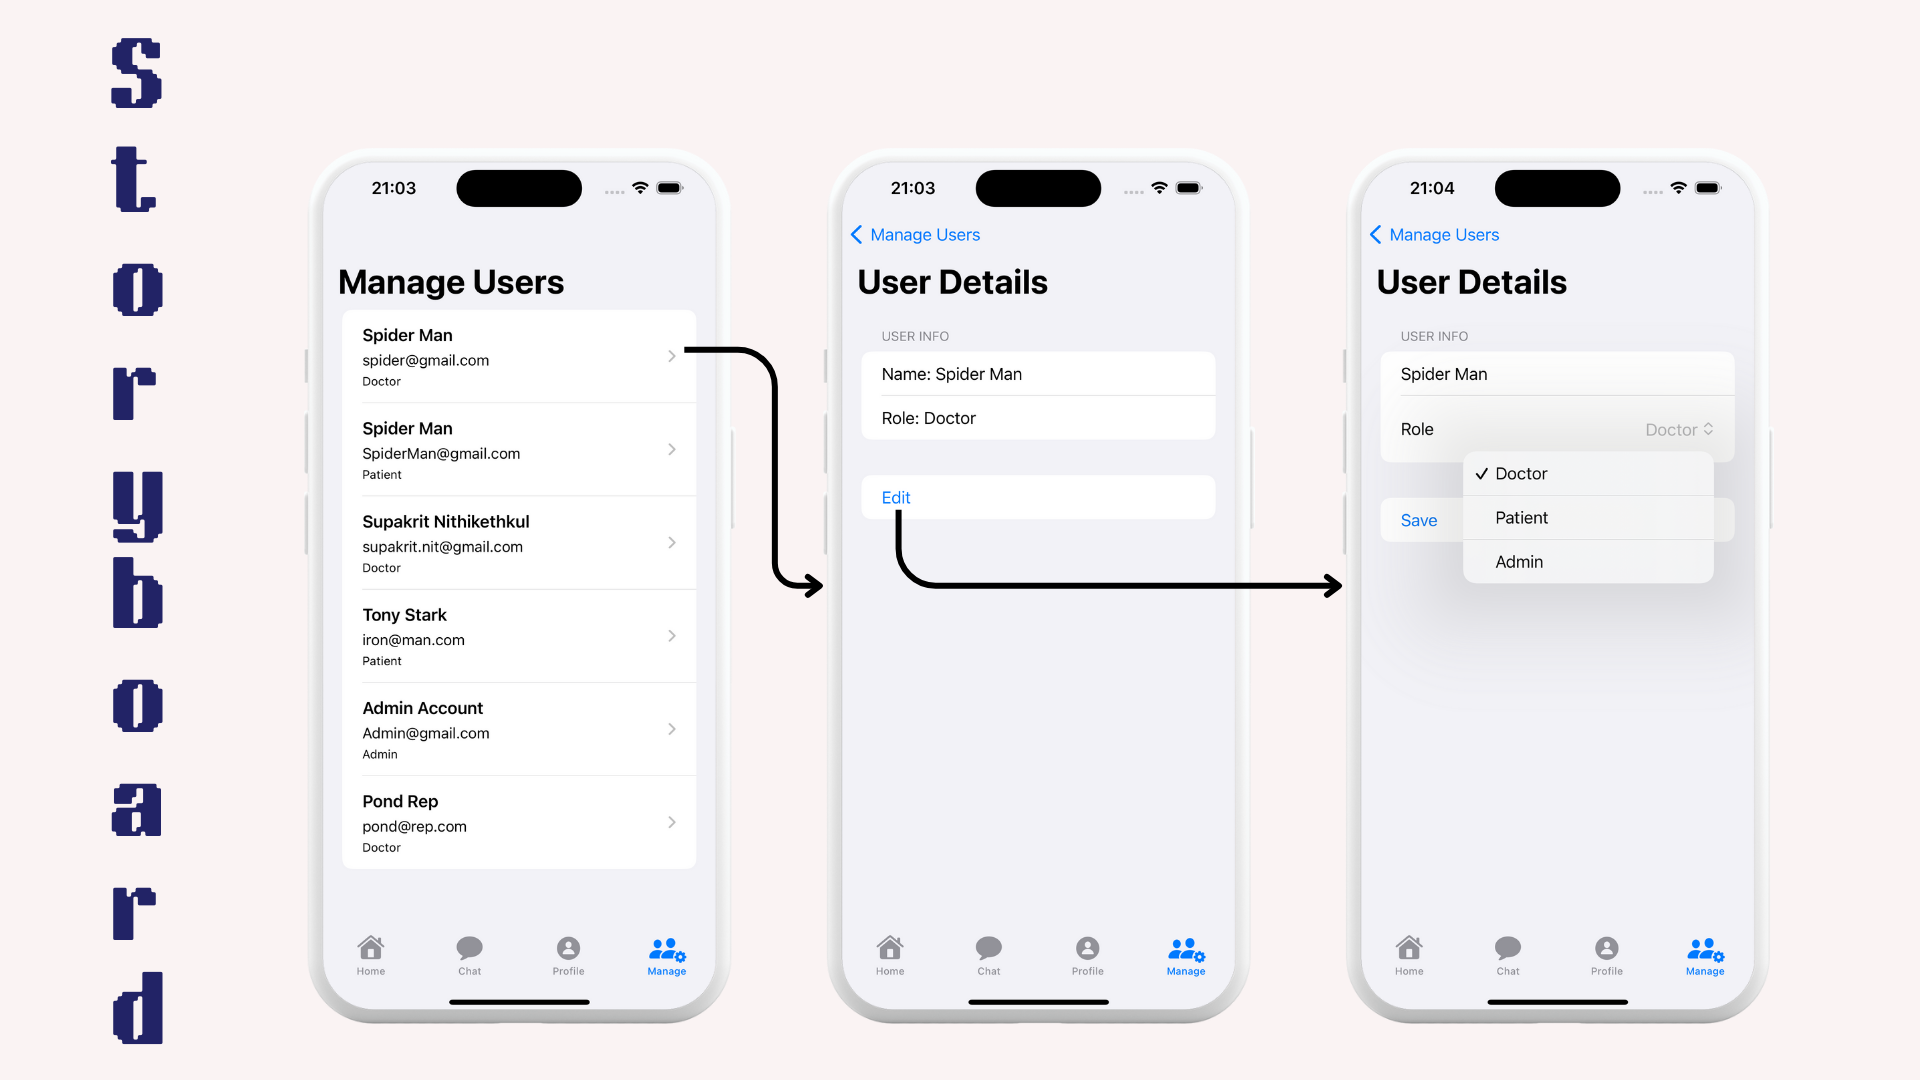 Storyboard
21:03
Manage Users
Spider Man
spider@gmail.com
Doctor
Spider Man
SpiderMan@gmail.com
Patient
Supakrit Nithikethkul
supakrit.nit@gmail.com
Doctor
Tony Stark
iron@man.com
Patient
Admin Account
Admin@gmail.com
Admin
Pond Rep
pond@rep.com
Doctor
Home Chat Profile Manage
21:03
Manage Users
User Details
USER INFO
Name: Spider Man
Role: Doctor
Edit
Home Chat Profile Manage
21:04
Manage Users
User Details
USER INFO
Spider Man
Role Doctor
Doctor
Patient
Save
Admin
Home Chat Profile Manage